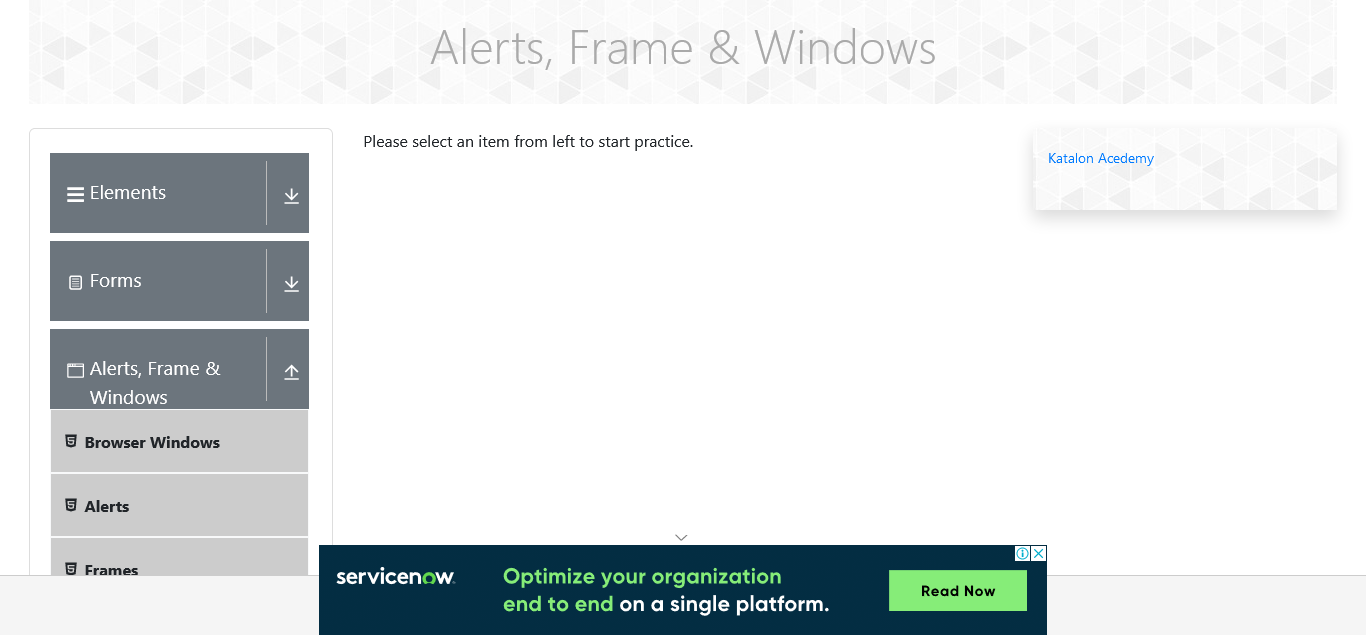 Alerts, Frame & Windows
Elements
Forms
Alerts, Frame &
Windows
Browser Windows
Alerts
Frames
Please select an item from left to start practice.
Katalon Acedemy
servicenow
Optimize your organization
end to end on a single platform.
Read Now